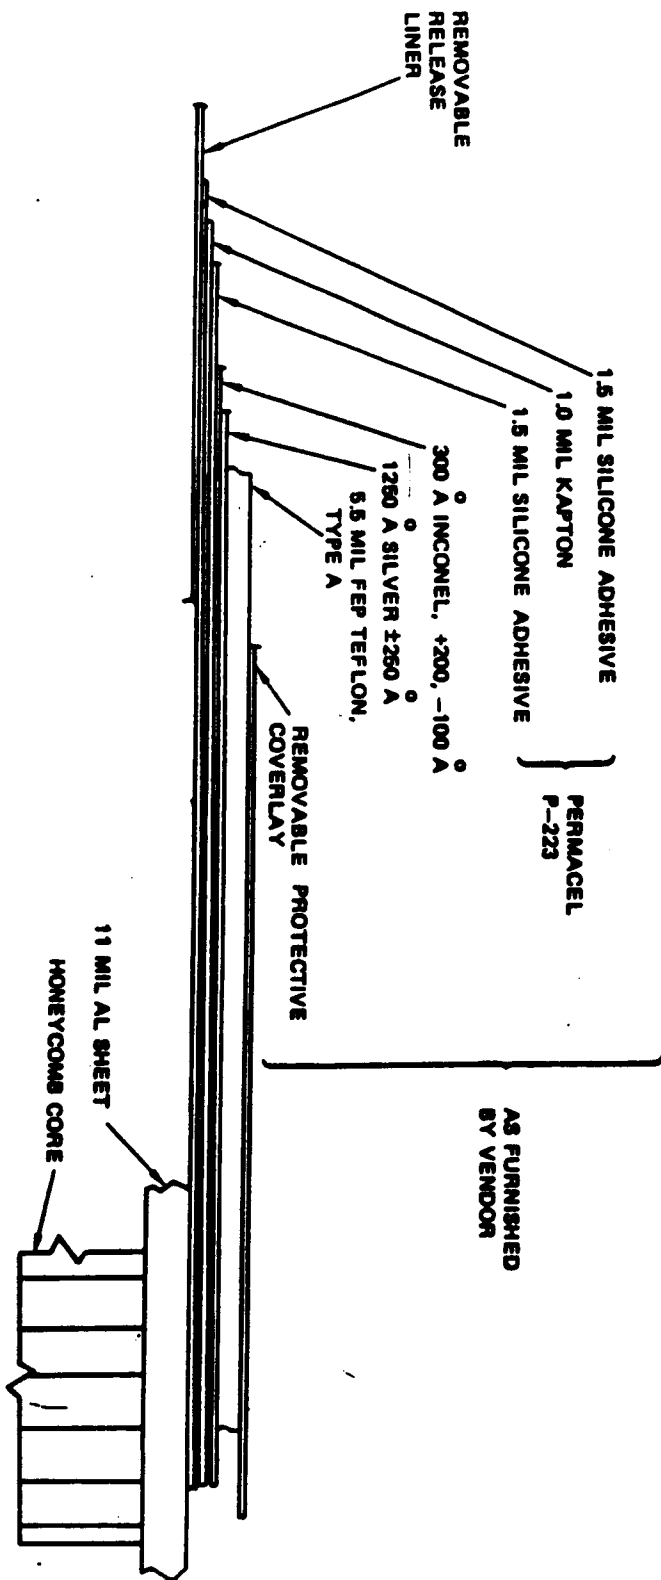 1.5 MIL SILICONE ADHESIVE
1.0 MIL KAPTON
1.5 MIL SILICONE ADHESIVE
PERMACEL
P-223
300 Å INCONEL, +200, -100 Å
1250 Å SILVER ±250 Å
5.5 MIL FEP TEFLON,
TYPE A
AS FURNISHED
BY VENDOR
REMOVABLE
RELEASE
LINER
REMOVABLE PROTECTIVE
COVERLAY
11 MIL AL SHEET
HONEYCOMB CORE